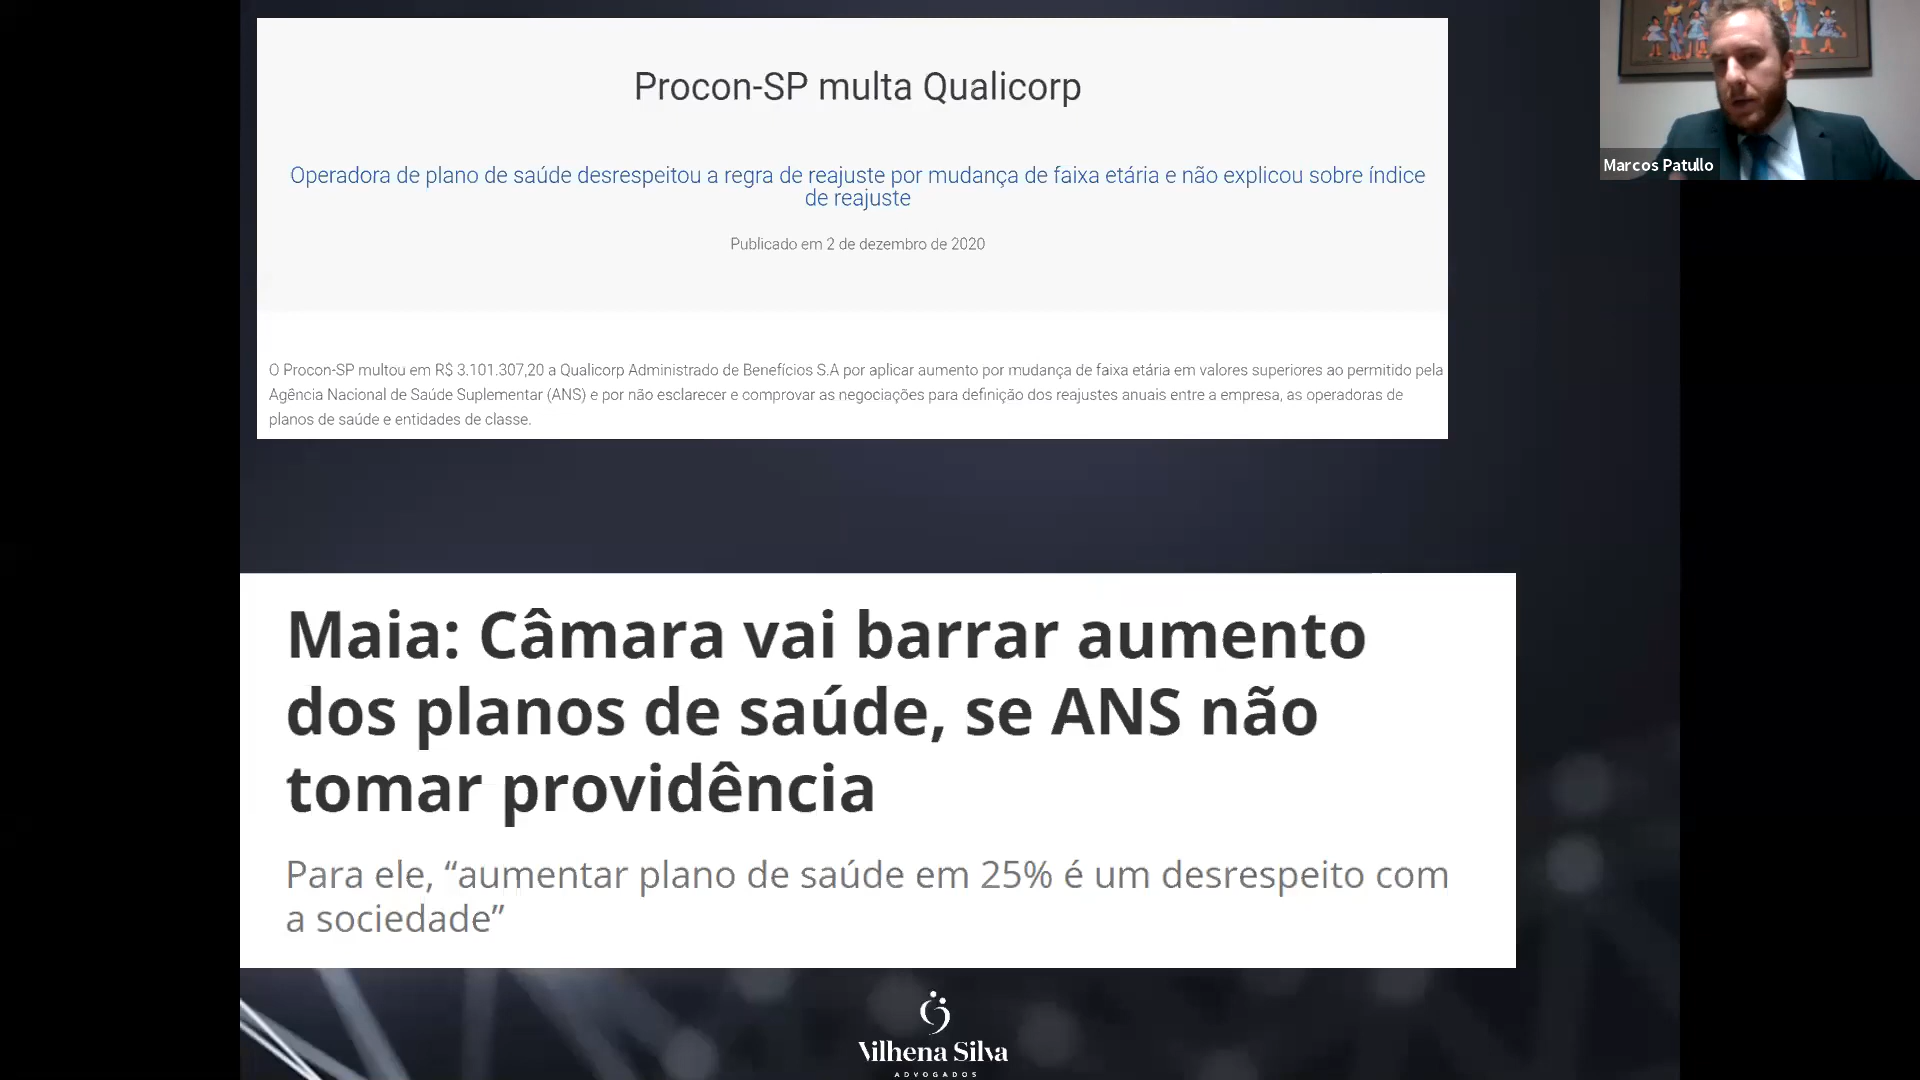 Procon-SP multa Qualicorp
Operadora de plano de saúde desrespeitou a regra de reajuste por mudança de faixa etária e não explicou sobre índice
de reajuste
Publicado em 2 de dezembro de 2020
O Procon-SP multou em R$ 3.101.307,20 a Qualicorp Administrado de Benefícios S.A por aplicar aumento por mudança de faixa etária em valores superiores ao permitido pela
Agência Nacional de Saúde Suplementar (ANS) e por não esclarecer e comprovar as negociações para definição dos reajustes anuais entre a empresa, as operadoras de
planos de saúde e entidades de classe.
Marcos Patullo
Maia: Câmara vai barrar aumento
dos planos de saúde, se ANS não
tomar providência
Para ele, “aumentar plano de saúde em 25% é um desrespeito com
a sociedade”
Vilhena Silva
ADVOGADOS